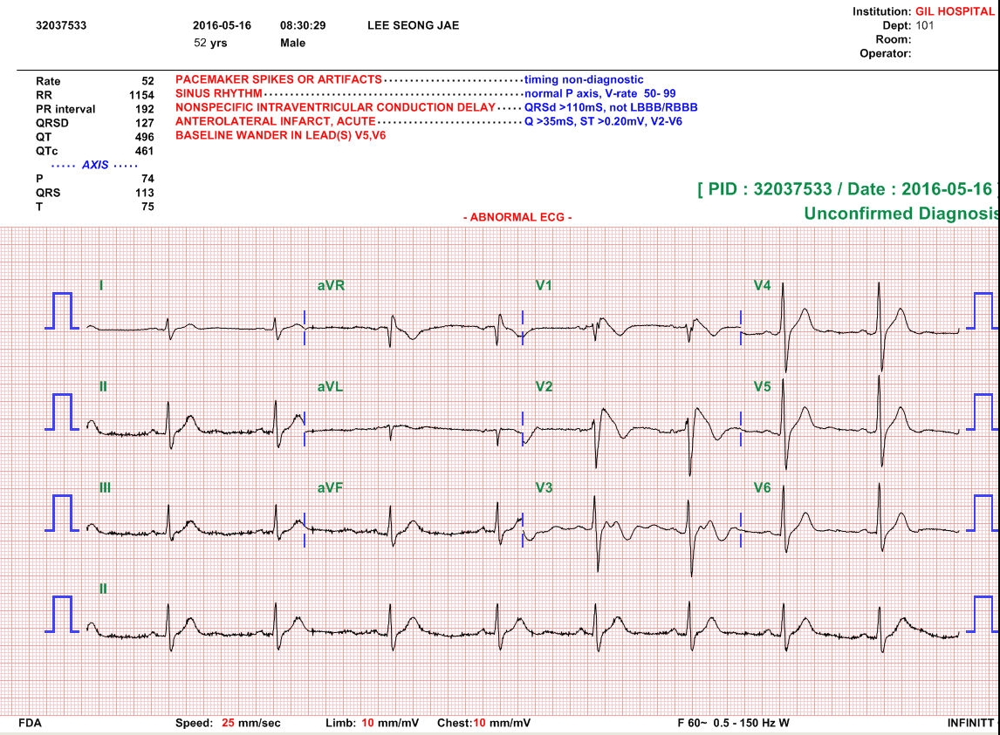 Institution: GIL HOSPITAL
32037533 2016-05-16 08:30:29 LEE SEONG JAE Dept: 101
52 yrs Male Room:
Operator:
Rate 52 PACEMAKER SPIKES OR ARTIFACTS timing non-diagnostic
RR 1154 SINUS RHYTHM normal P axis, V-rate 50- 99
PR interval 192 NONSPECIFIC INTRAVENTRICULAR CONDUCTION DELAY QRSd >110mS, not LBBB/RBBB
QRSD 127 ANTEROLATERAL INFARCT, ACUTE Q >35mS, ST >0.20mV, V2-V6
QT 496 BASELINE WANDER IN LEAD(S) V5,V6
QTc 461
AXIS
P 74
QRS 113
T 75
[ PID : 32037533 / Date : 2016-05-16 ]
Unconfirmed Diagnosis
- ABNORMAL ECG -
I aVR V1 V4
II aVL V2 V5
III aVF V3 V6
II
FDA Speed: 25 mm/sec Limb: 10 mm/mV Chest:10 mm/mV F 60~ 0.5 - 150 Hz W INFINITT